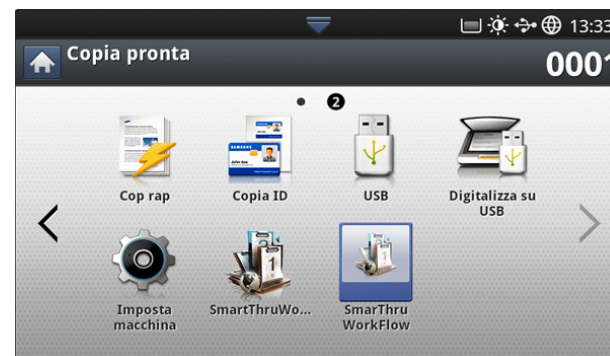 13:33
Copia pronta
0001
2
Cop rap
Copia ID
USB
Digitalizza su
USB
Imposta
macchina
SmartThruWo...
SmarThru
WorkFlow